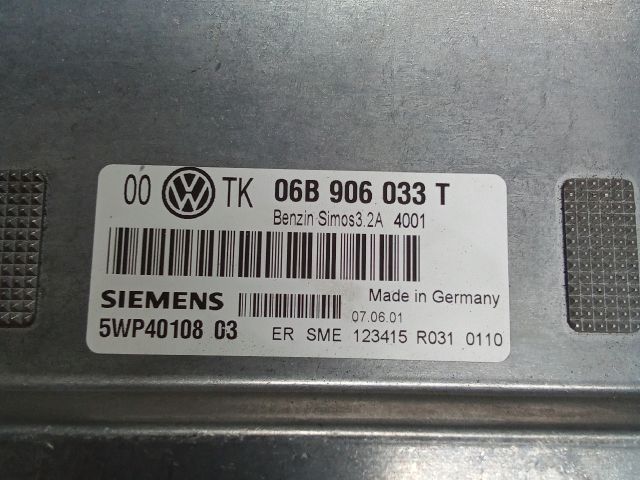 00 VW TK 06B 906 033 T
Benzin Simos3.2A 4001
SIEMENS Made in Germany
07.06.01
5WP40108 03 ER SME 123415 R031 0110